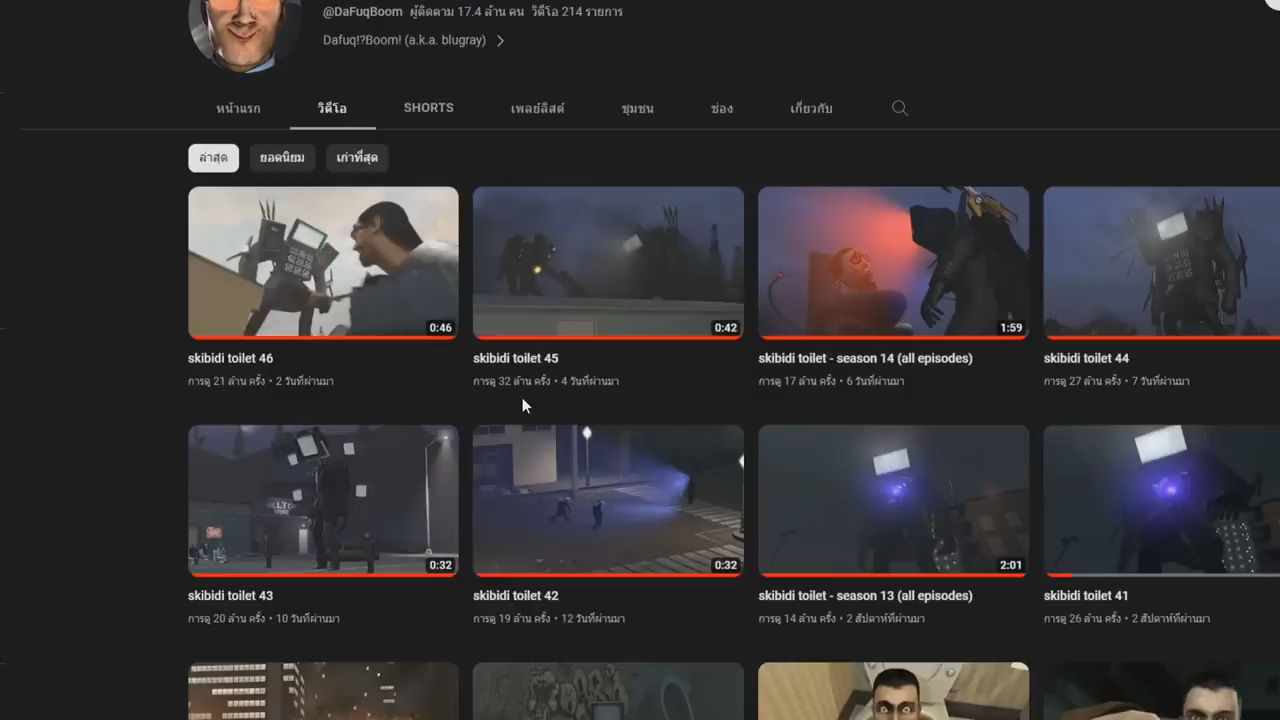 @DaFuqBoom ผู้ติดตาม 17.4 ล้าน คน วิดีโอ 214 รายการ
Dafuq!?Boom! (a.k.a. blugray)
หน้าแรก วิดีโอ SHORTS เพลย์ลิสต์ ชุมชน ช่อง เกี่ยวกับ
ล่าสุด ยอดนิยม เก่าที่สุด
0:46 0:42 1:59
skibidi toilet 46 skibidi toilet 45 skibidi toilet - season 14 (all episodes) skibidi toilet 44
การดู 21 ล้าน ครั้ง • 2 วันที่ผ่านมา การดู 32 ล้าน ครั้ง • 4 วันที่ผ่านมา การดู 17 ล้าน ครั้ง • 6 วันที่ผ่านมา การดู 27 ล้าน ครั้ง • 7 วันที่ผ่านมา
0:32 0:32 2:01
skibidi toilet 43 skibidi toilet 42 skibidi toilet - season 13 (all episodes) skibidi toilet 41
การดู 20 ล้าน ครั้ง • 10 วันที่ผ่านมา การดู 19 ล้าน ครั้ง • 12 วันที่ผ่านมา การดู 14 ล้าน ครั้ง • 2 สัปดาห์ที่ผ่านมา การดู 26 ล้าน ครั้ง • 2 สัปดาห์ที่ผ่านมา